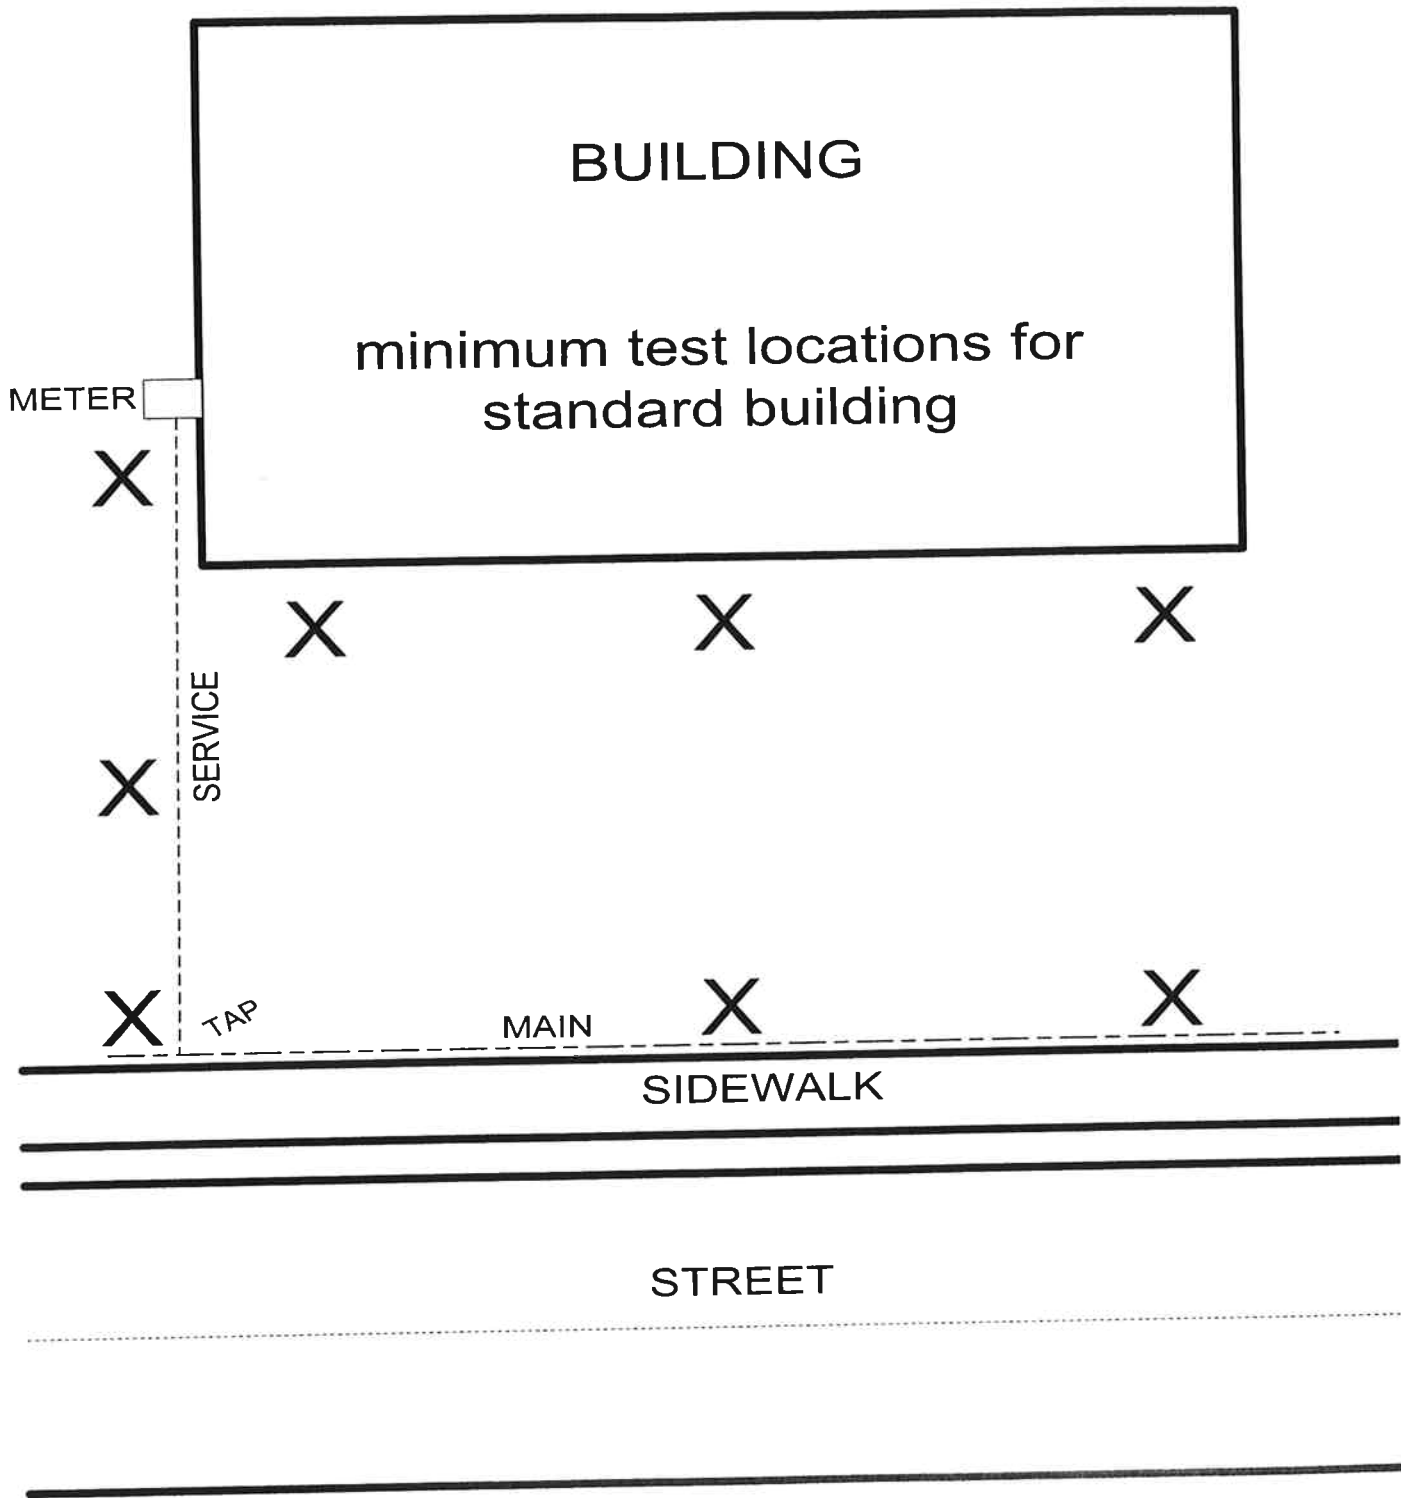 BUILDING
minimum test locations for
standard building
METER
X
X
X
X
SERVICE
X
X
TAP
MAIN
X
X
SIDEWALK
STREET